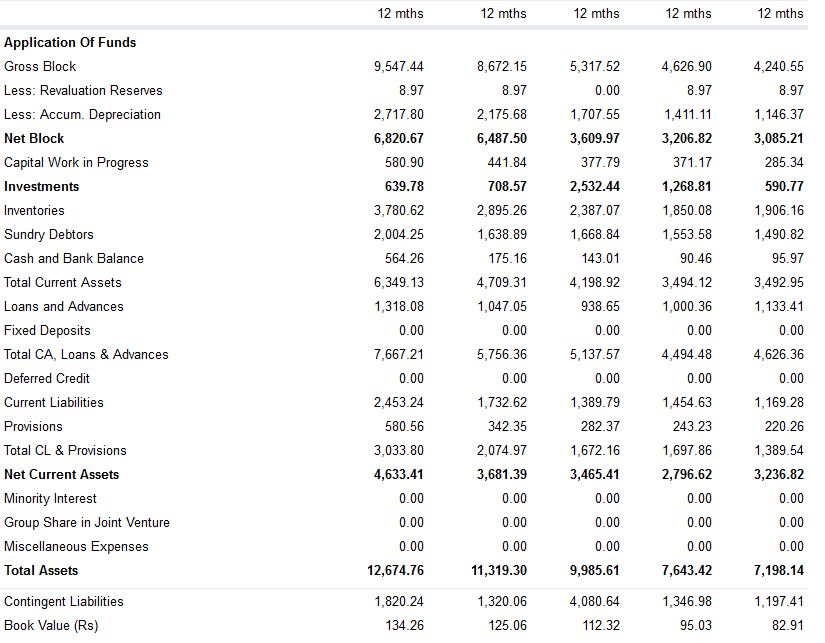 12 mths 12 mths 12 mths 12 mths 12 mths
Application Of Funds
Gross Block 9,547.44 8,672.15 5,317.52 4,626.90 4,240.55
Less: Revaluation Reserves 8.97 8.97 0.00 8.97 8.97
Less: Accum. Depreciation 2,717.80 2,175.68 1,707.55 1,411.11 1,146.37
Net Block 6,820.67 6,487.50 3,609.97 3,206.82 3,085.21
Capital Work in Progress 580.90 441.84 377.79 371.17 285.34
Investments 639.78 708.57 2,532.44 1,268.81 590.77
Inventories 3,780.62 2,895.26 2,387.07 1,850.08 1,906.16
Sundry Debtors 2,004.25 1,638.89 1,668.84 1,553.58 1,490.82
Cash and Bank Balance 564.26 175.16 143.01 90.46 95.97
Total Current Assets 6,349.13 4,709.31 4,198.92 3,494.12 3,492.95
Loans and Advances 1,318.08 1,047.05 938.65 1,000.36 1,133.41
Fixed Deposits 0.00 0.00 0.00 0.00 0.00
Total CA, Loans & Advances 7,667.21 5,756.36 5,137.57 4,494.48 4,626.36
Deferred Credit 0.00 0.00 0.00 0.00 0.00
Current Liabilities 2,453.24 1,732.62 1,389.79 1,454.63 1,169.28
Provisions 580.56 342.35 282.37 243.23 220.26
Total CL & Provisions 3,033.80 2,074.97 1,672.16 1,697.86 1,389.54
Net Current Assets 4,633.41 3,681.39 3,465.41 2,796.62 3,236.82
Minority Interest 0.00 0.00 0.00 0.00 0.00
Group Share in Joint Venture 0.00 0.00 0.00 0.00 0.00
Miscellaneous Expenses 0.00 0.00 0.00 0.00 0.00
Total Assets 12,674.76 11,319.30 9,985.61 7,643.42 7,198.14
Contingent Liabilities 1,820.24 1,320.06 4,080.64 1,346.98 1,197.41
Book Value (Rs) 134.26 125.06 112.32 95.03 82.91